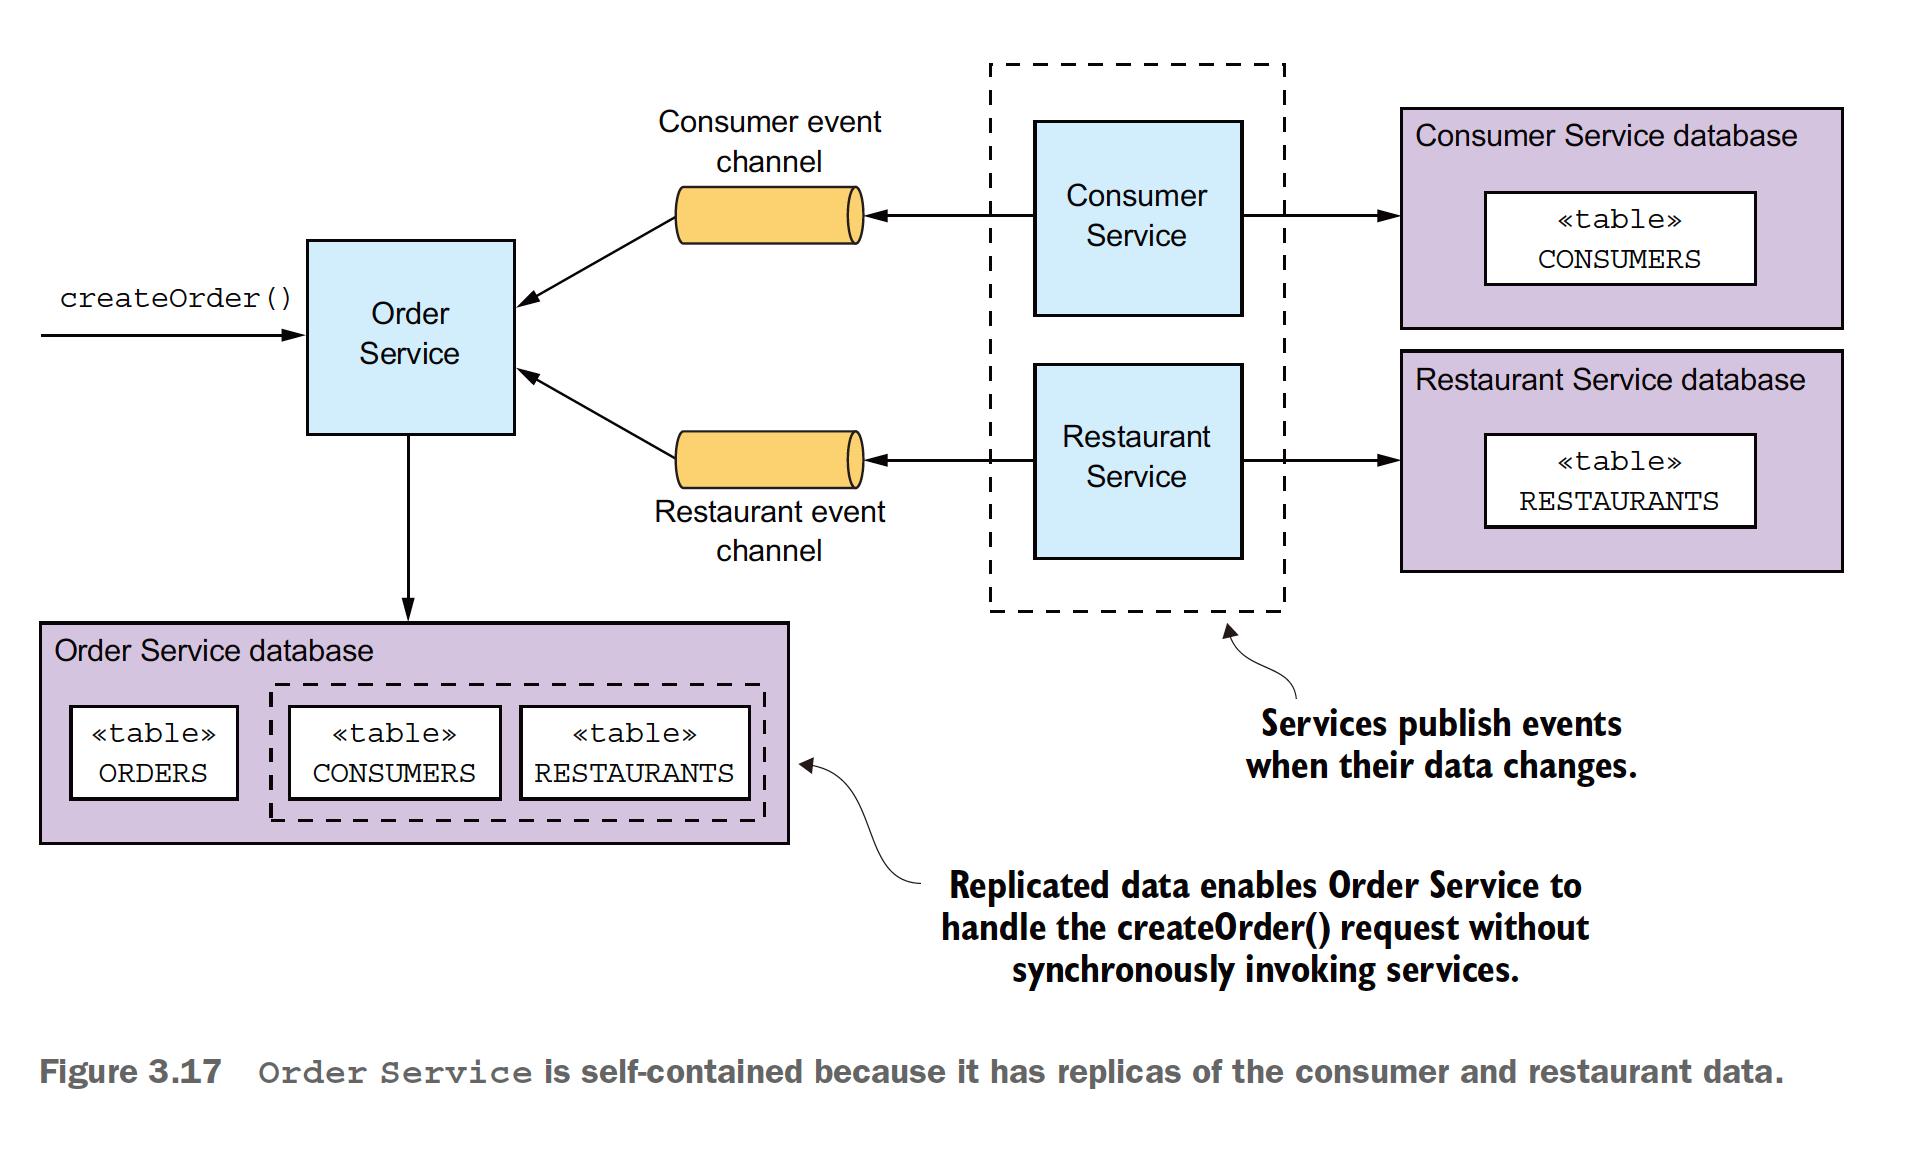 Consumer event
channel
Consumer
Service
Consumer Service database
«table»
CONSUMERS
createOrder()
Order
Service
Restaurant
Service
Restaurant Service database
«table»
RESTAURANTS
Restaurant event
channel
Order Service database
«table»
ORDERS
«table»
CONSUMERS
«table»
RESTAURANTS
Services publish events
when their data changes.
Replicated data enables Order Service to
handle the createOrder() request without
synchronously invoking services.
Figure 3.17 Order Service is self-contained because it has replicas of the consumer and restaurant data.